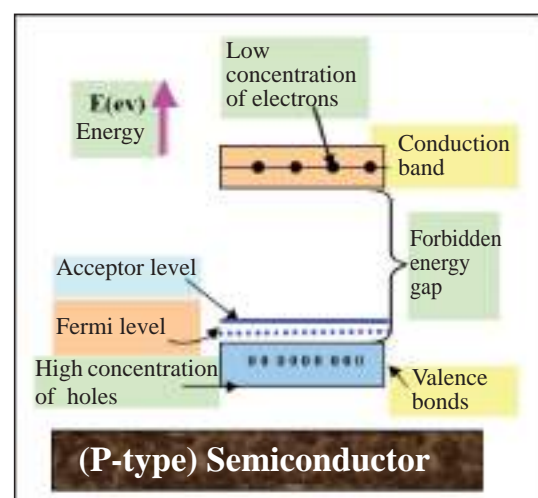 Low
concentration
of electrons
E(ev)
Energy
Conduction
band
Forbidden
energy
gap
Acceptor level
Fermi level
High concentration
of holes
Valence
bonds
(P-type) Semiconductor